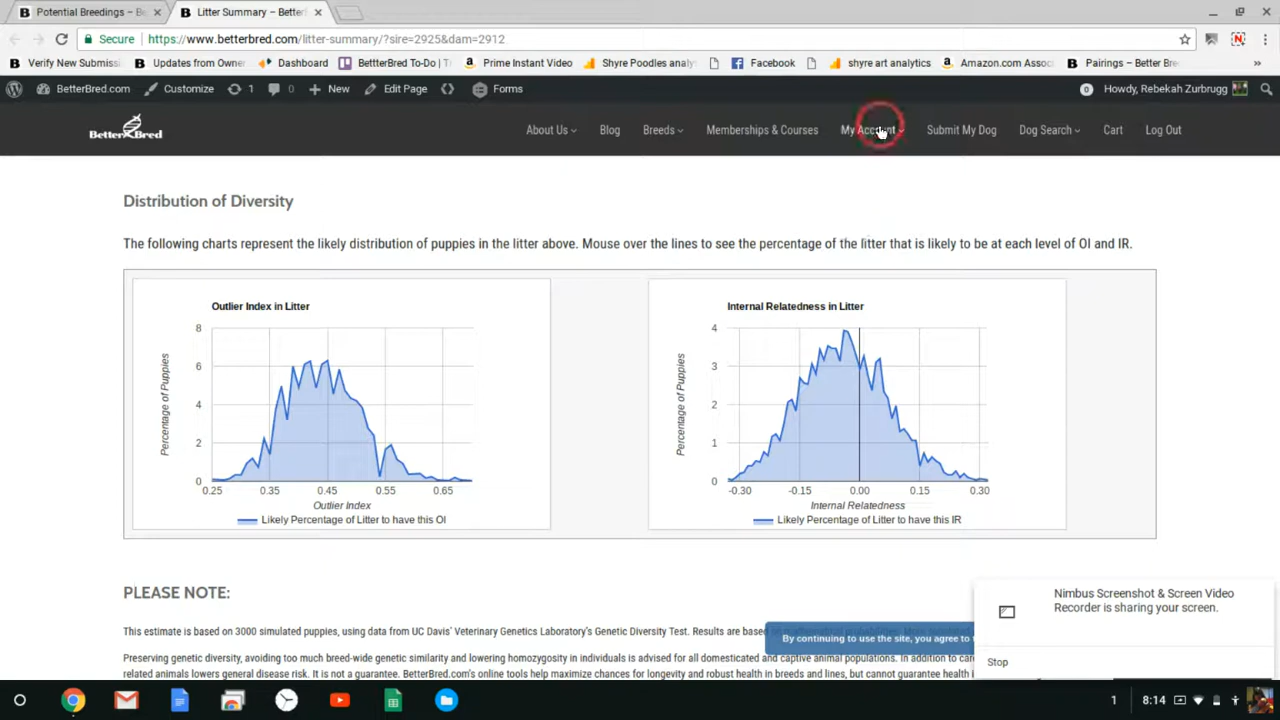 Potential Breedings – Be
Litter Summary – Better
Secure
https://www.betterbred.com/litter-summary/?sire=2925&dam=2912
Verify New Submissi
Updates from Owner
Dashboard
BettterBred To-Do | T
Prime Instant Video
Shyre Poodles analy
Facebook
shyre art analytics
Amazon.com Assoc
Pairings – Better Bre
»
BetterBred.com
Customize
1
0
New
Edit Page
Forms
0
Howdy, Rebekah Zurbrugg
Better Bred
About Us
Blog
Breeds
Memberships & Courses
My Account
Submit My Dog
Dog Search
Cart
Log Out
Distribution of Diversity
The following charts represent the likely distribution of puppies in the litter above. Mouse over the lines to see the percentage of the litter that is likely to be at each level of OI and IR.
Outlier Index in Litter
Percentage of Puppies
8
6
4
2
0
0.25 0.35 0.45 0.55 0.65
Outlier Index
Likely Percentage of Litter to have this OI
Internal Relatedness in Litter
Percentage of Puppies
4
3
2
1
0
-0.30 -0.15 0.00 0.15 0.30
Internal Relatedness
Likely Percentage of Litter to have this IR
PLEASE NOTE:
This estimate is based on 3000 simulated puppies, using data from UC Davis' Veterinary Genetics Laboratory's Genetic Diversity Test. Results are based
By continuing to use the site, you agree to
Preserving genetic diversity, avoiding too much breed-wide genetic similarity and lowering homozygosity in individuals is advised for all domesticated and captive animal populations. In addition to
related animals lowers general disease risk. It is not a guarantee. BetterBred.com's online tools help maximize chances for longevity and robust health in breeds and lines, but cannot guarantee health
Nimbus Screenshot & Screen Video
Recorder is sharing your screen.
Stop
1
8:14